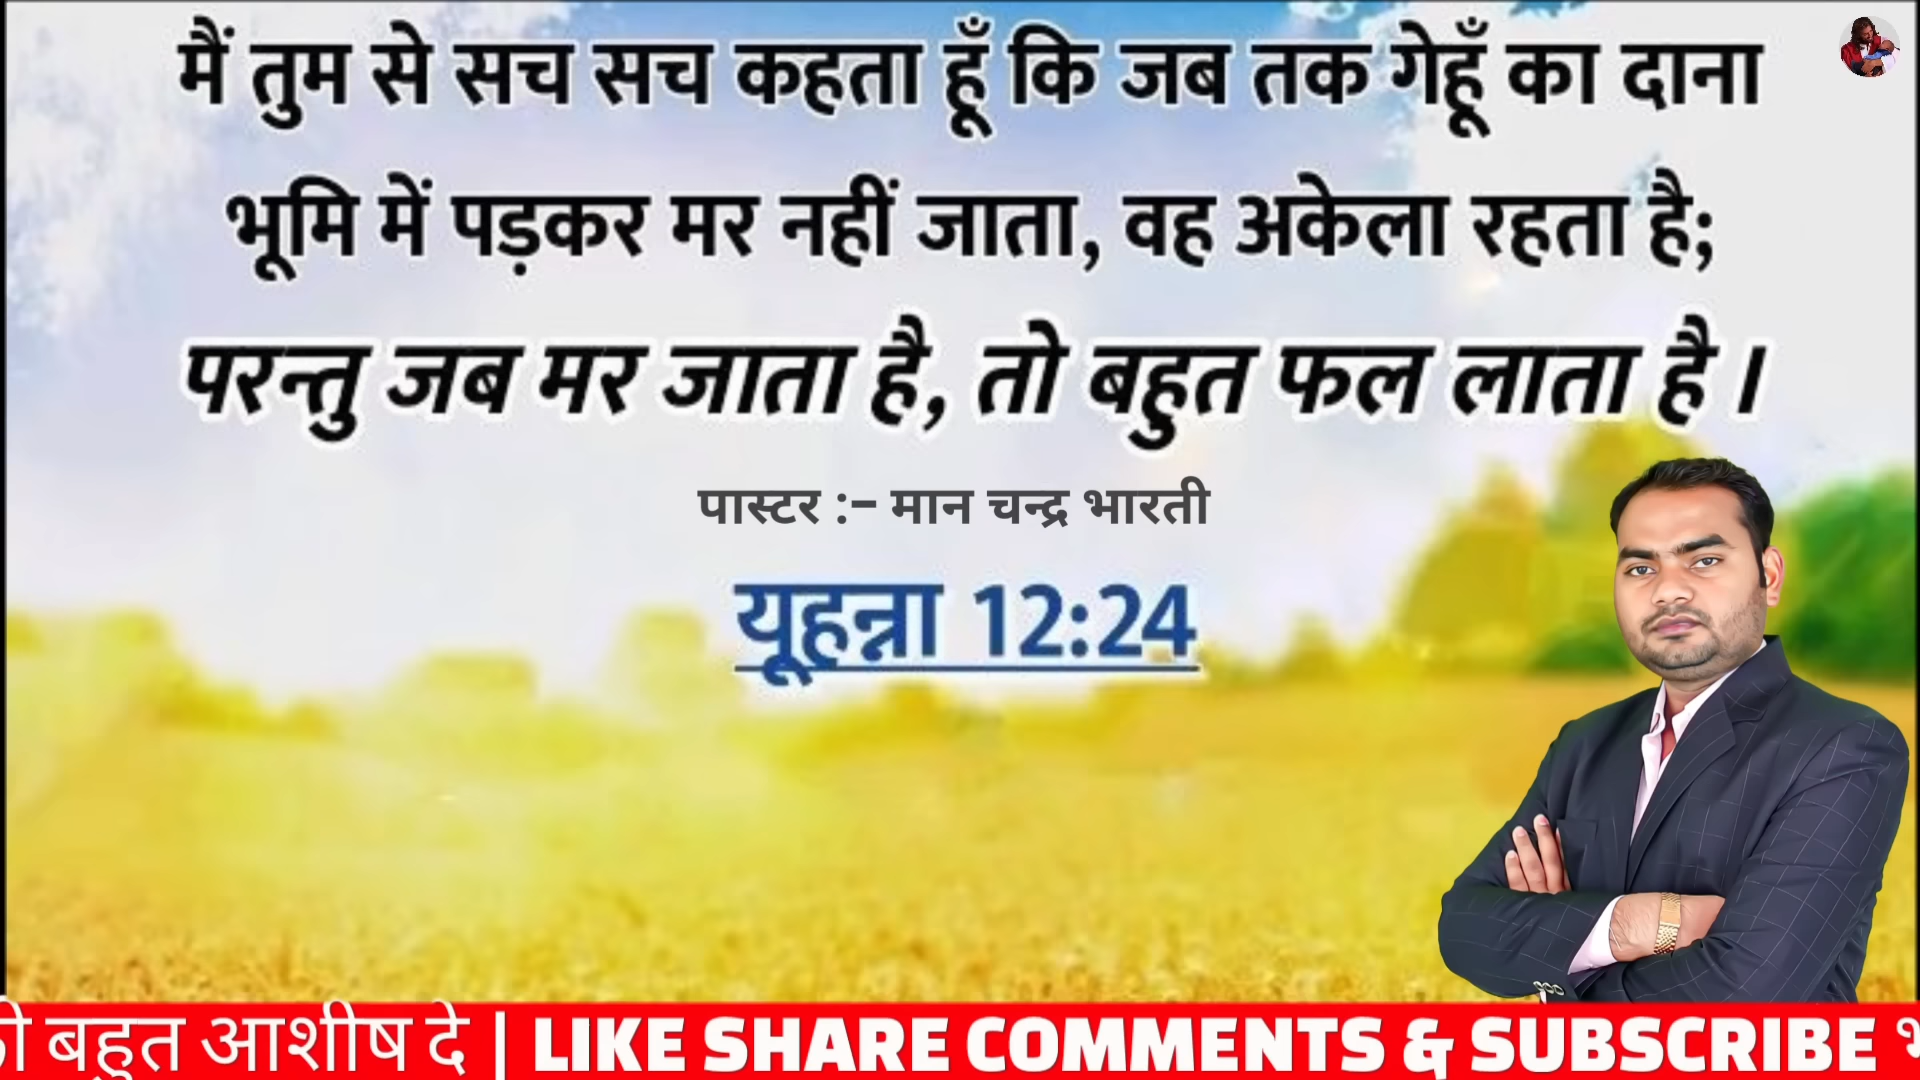 मैं तुम से सच सच कहता हूँ कि जब तक गेहूँ का दाना
भूमि में पड़कर मर नहीं जाता, वह अकेला रहता है;
परन्तु जब मर जाता है, तो बहुत फल लाता है।
पास्टर :- मान चन्द्र भारती
यूहन्ना 12:24
बहुत आशीष दे | LIKE SHARE COMMENTS & SUBSCRIBE